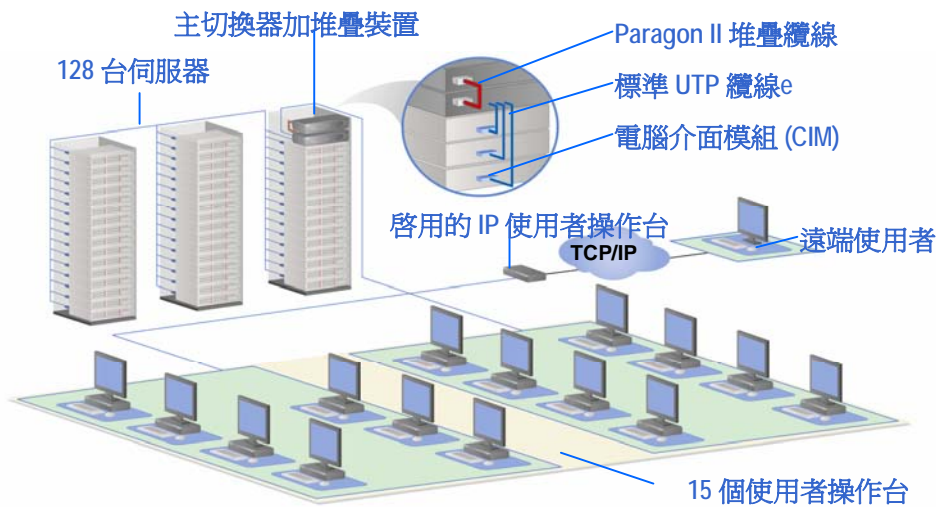 主切換器加堆疊裝置
Paragon II 堆疊纜線
128 台伺服器
標準 UTP 纜線e
電腦介面模組 (CIM)
啓用的 IP 使用者操作台
TCP/IP
遠端使用者
15 個使用者操作台